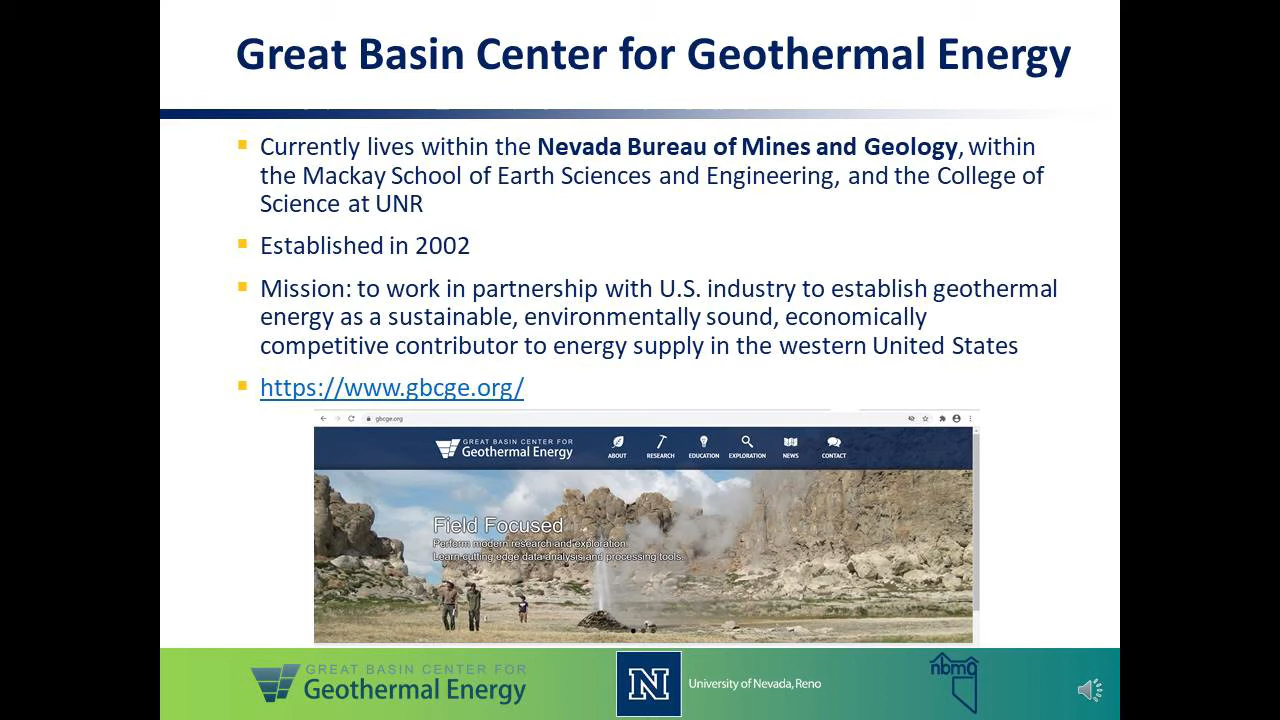 Great Basin Center for Geothermal Energy
Currently lives within the Nevada Bureau of Mines and Geology, within
the Mackay School of Earth Sciences and Engineering, and the College of
Science at UNR
Established in 2002
Mission: to work in partnership with U.S. industry to establish geothermal
energy as a sustainable, environmentally sound, economically
competitive contributor to energy supply in the western United States
https://www.gbcge.org/
gbcge.org
GREAT BASIN CENTER FOR
Geothermal Energy
ABOUT RESEARCH EDUCATION EXPLORATION NEWS CONTACT
Field Focused
Perform modern research and exploration.
Learn cutting edge data analysis and processing tools.
GREAT BASIN CENTER FOR
Geothermal Energy
N
University of Nevada, Reno
nbmg